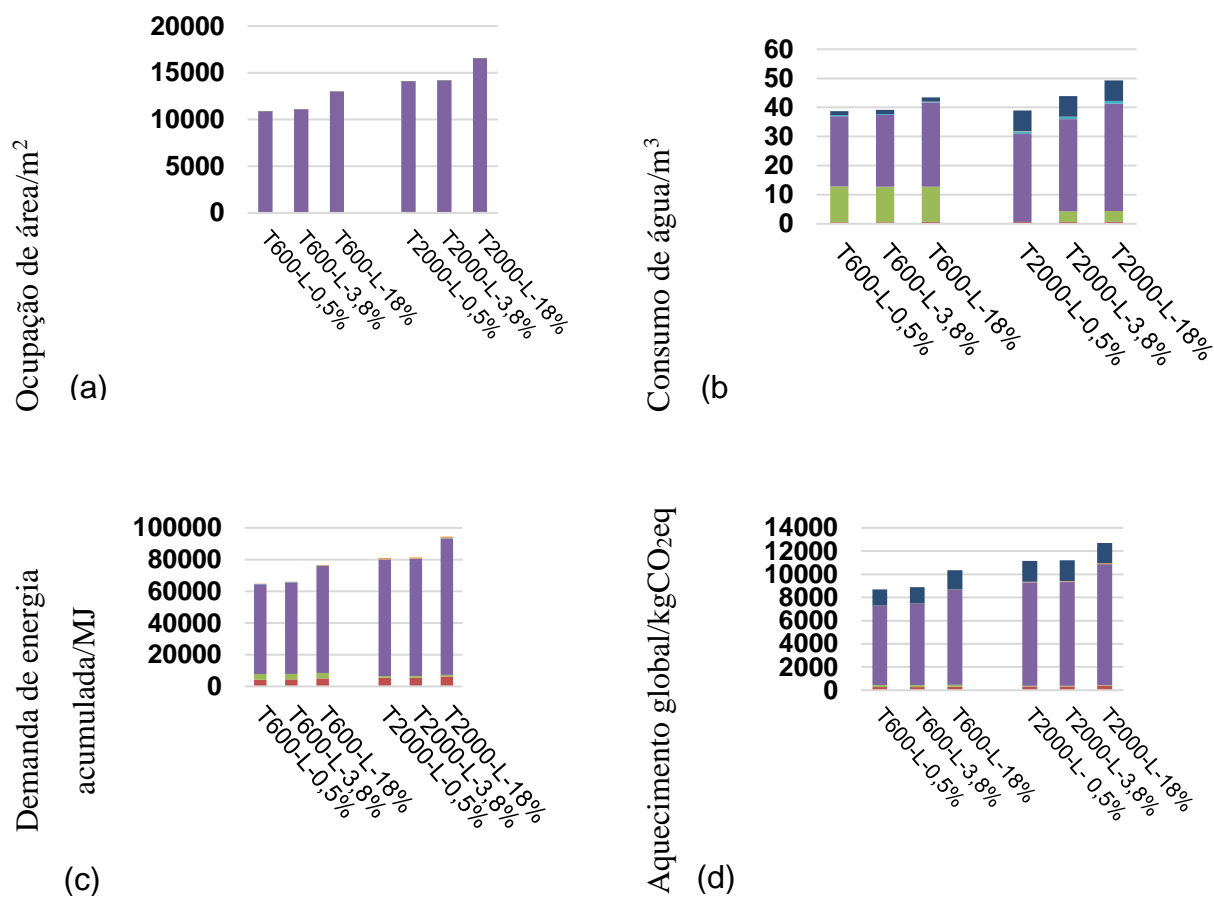 Ocupação de área/m²
20000
15000
10000
5000
0
T600-L-0,5%
T600-L-3,8%
T600-L-18%
T2000-L-0,5%
T2000-L-3,8%
T2000-L-18%
(a)
Consumo de água/m³
60
50
40
30
20
10
0
T600-L-0,5%
T600-L-3,8%
T600-L-18%
T2000-L-0,5%
T2000-L-3,8%
T2000-L-18%
(b
Demanda de energia
acumulada/MJ
100000
80000
60000
40000
20000
0
T600-L-0,5%
T600-L-3,8%
T600-L-18%
T2000-L-0,5%
T2000-L-3,8%
T2000-L-18%
(c)
Aquecimento global/kgCO₂eq
14000
12000
10000
8000
6000
4000
2000
0
T600-L-0,5%
T600-L-3,8%
T600-L-18%
T2000-L- 0,5%
T2000-L-3,8%
T2000-L-18%
(d)